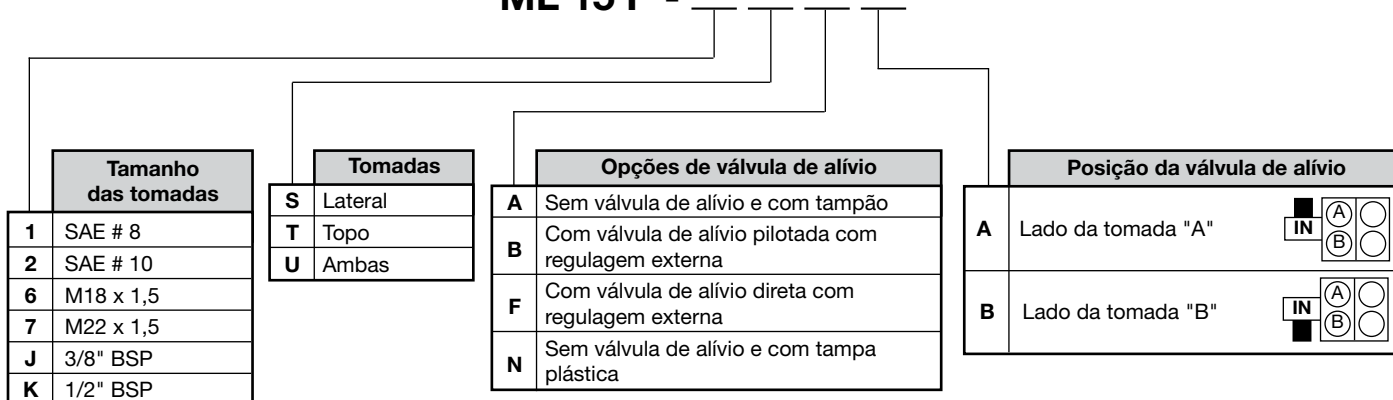 ML 15T - __ __ __ __
Tamanho
das tomadas
1 SAE # 8
2 SAE # 10
6 M18 x 1,5
7 M22 x 1,5
J 3/8" BSP
K 1/2" BSP
Tomadas
S Lateral
T Topo
U Ambas
Opções de válvula de alívio
A Sem válvula de alívio e com tampão
B Com válvula de alívio pilotada com
regulagem externa
F Com válvula de alívio direta com
regulagem externa
N Sem válvula de alívio e com tampa
plástica
Posição da válvula de alívio
A Lado da tomada "A"
IN A
B
B Lado da tomada "B"
IN A
B